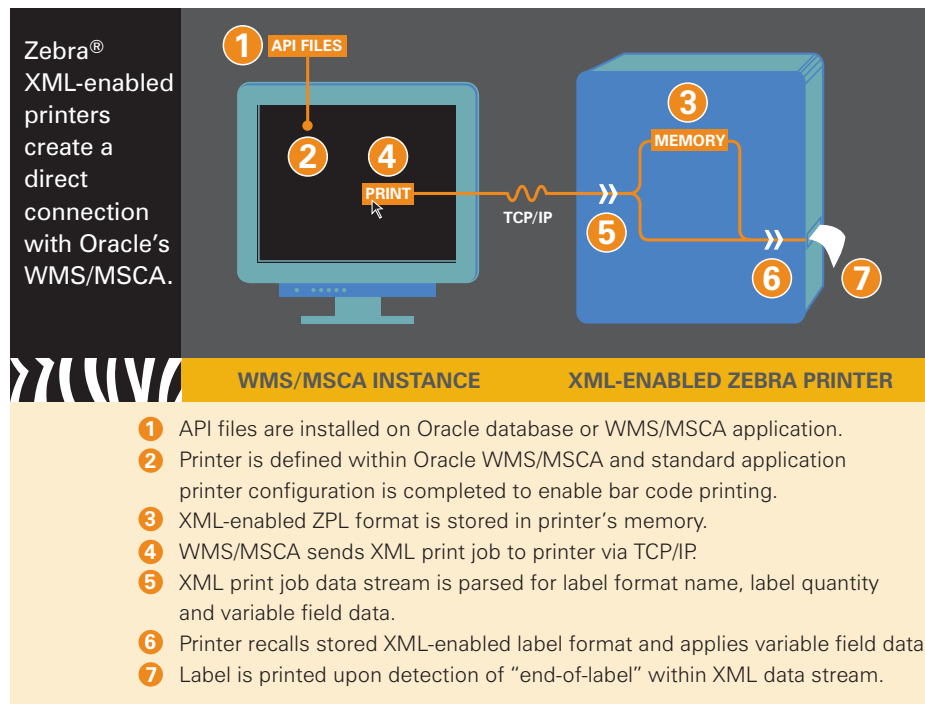 Zebra®
XML-enabled
printers
create a
direct
connection
with Oracle's
WMS/MSCA.
1 API FILES
2
4
PRINT
TCP/IP
3
MEMORY
5
6
7
WMS/MSCA INSTANCE
XML-ENABLED ZEBRA PRINTER
1 API files are installed on Oracle database or WMS/MSCA application.
2 Printer is defined within Oracle WMS/MSCA and standard application
printer configuration is completed to enable bar code printing.
3 XML-enabled ZPL format is stored in printer's memory.
4 WMS/MSCA sends XML print job to printer via TCP/IP.
5 XML print job data stream is parsed for label format name, label quantity
and variable field data.
6 Printer recalls stored XML-enabled label format and applies variable field data
7 Label is printed upon detection of “end-of-label” within XML data stream.